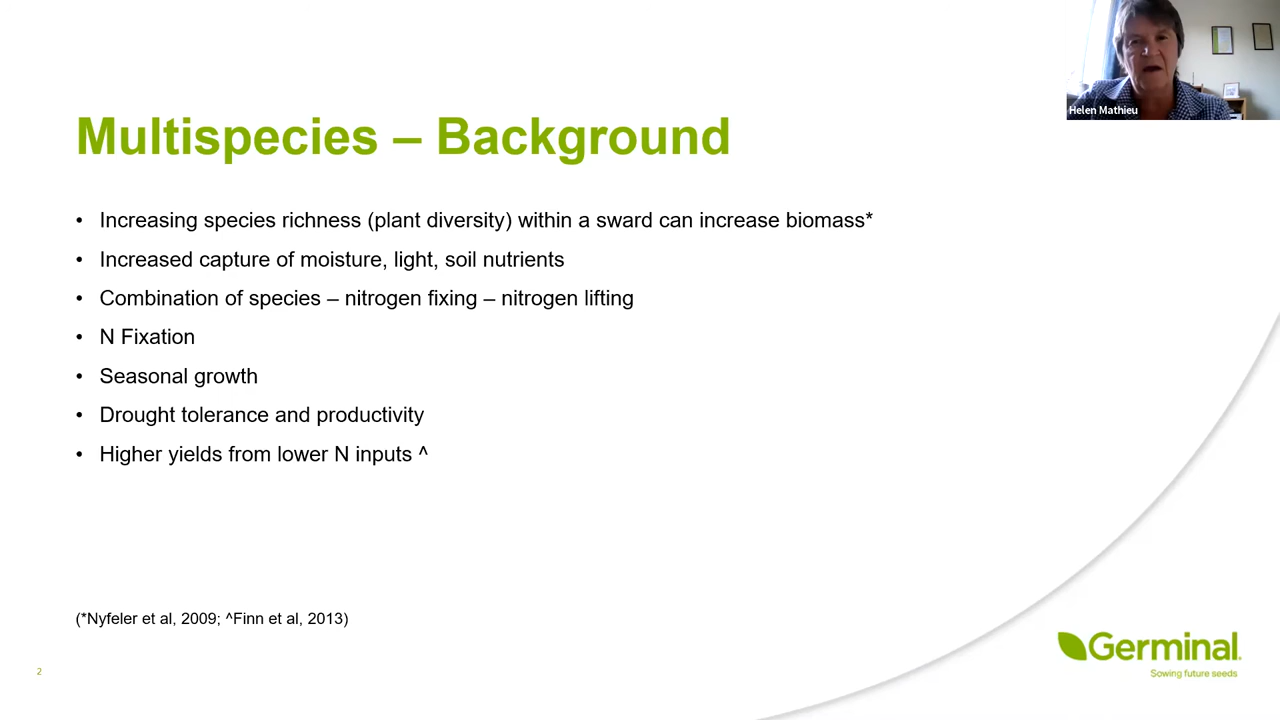 Helen Mathieu
Multispecies – Background
• Increasing species richness (plant diversity) within a sward can increase biomass*
• Increased capture of moisture, light, soil nutrients
• Combination of species – nitrogen fixing – nitrogen lifting
• N Fixation
• Seasonal growth
• Drought tolerance and productivity
• Higher yields from lower N inputs ^
(*Nyfeler et al, 2009; ^Finn et al, 2013)
2
Germinal
Sowing future seeds